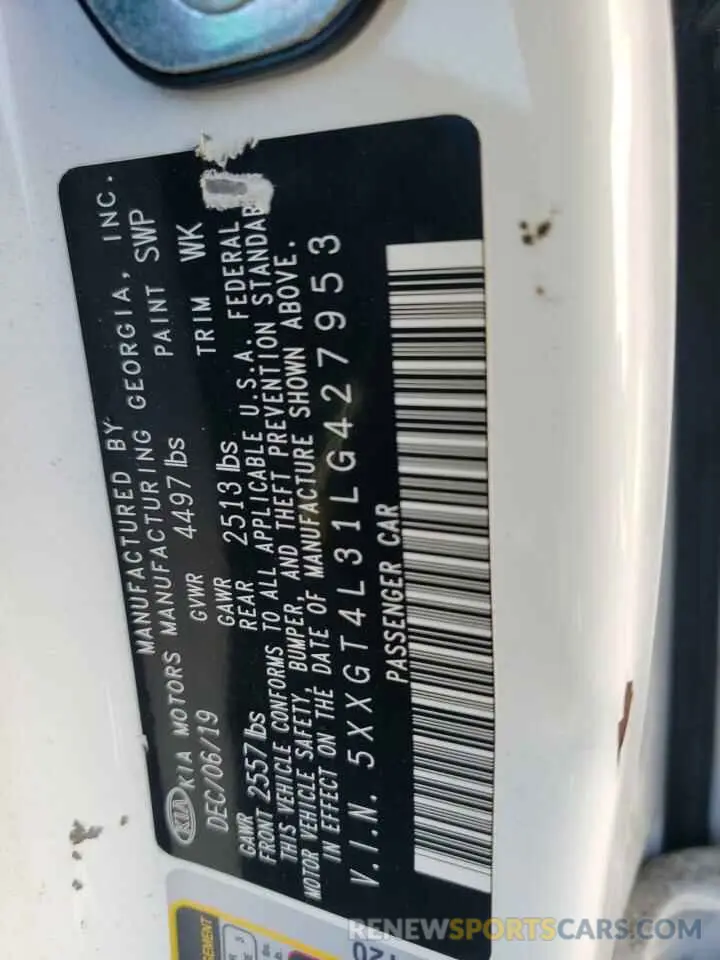 MANUFACTURED BY
KIA KIA MOTORS MANUFACTURING GEORGIA, INC.
DEC/06/19 GVWR 4497 lbs PAINT SWP
GAWR GAWR TRIM WK
FRONT 2557 lbs REAR 2513 lbs
THIS VEHICLE CONFORMS TO ALL APPLICABLE U.S.A. FEDERAL
MOTOR VEHICLE SAFETY, BUMPER, AND THEFT PREVENTION STANDAR
IN EFFECT ON THE DATE OF MANUFACTURE SHOWN ABOVE.
V.I.N. 5XXGT4L31LG427953
PASSENGER CAR
RENEWSPORTSCARS.COM